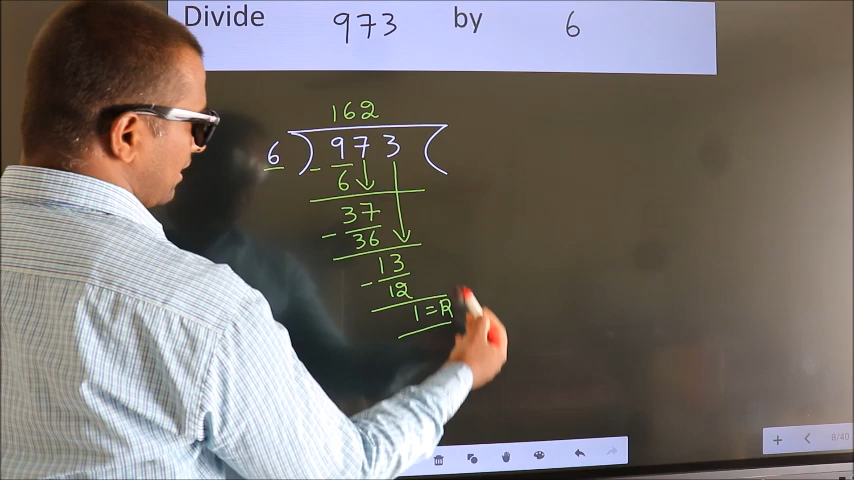 Divide 973 by 6
162
6 ) 973 (
- 6
37
- 36
13
- 12
1 = R
8/40